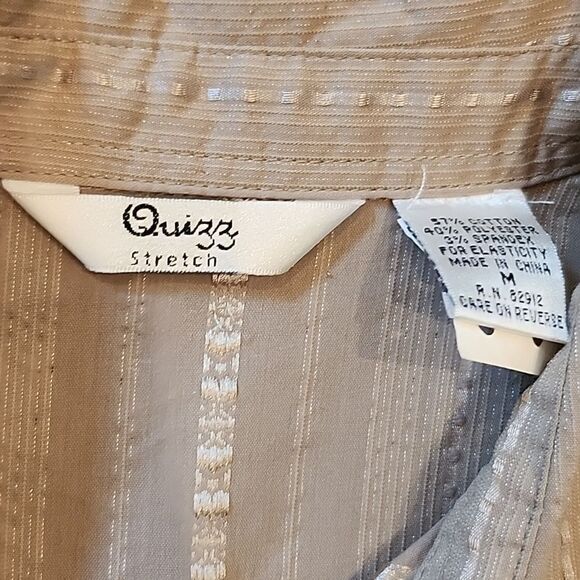 Quizz
Stretch
57% COTTON
40% POLYESTER
3% SPANDEX
FOR ELASTICITY
MADE IN CHINA
M
R.N. 82912
CARE ON REVERSE